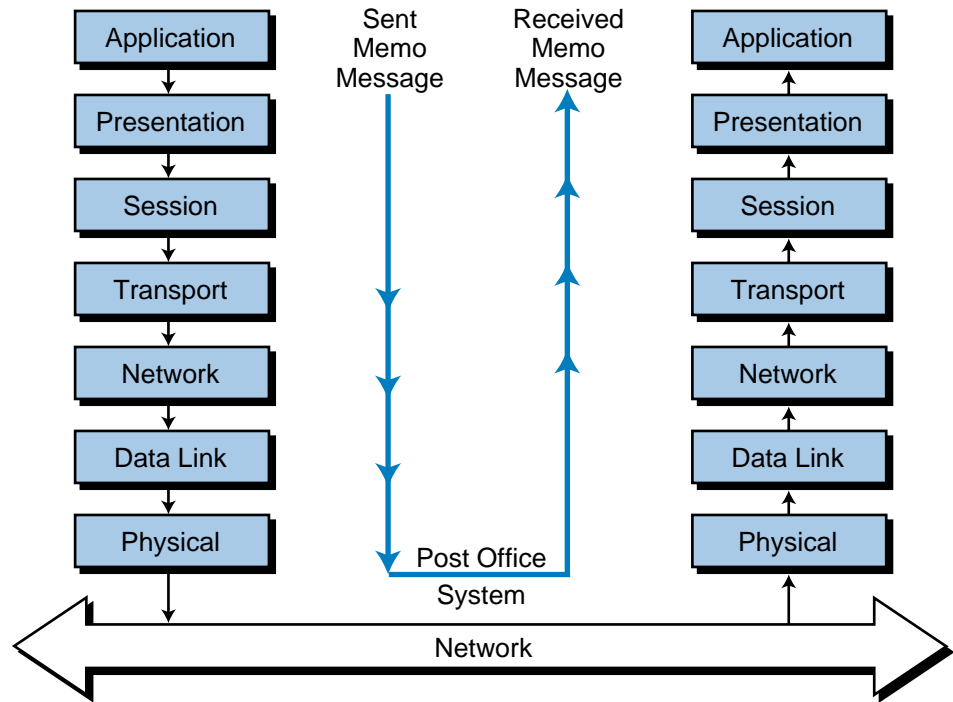 Application
Presentation
Session
Transport
Network
Data Link
Physical
Sent
Memo
Message
Received
Memo
Message
Post Office
System
Application
Presentation
Session
Transport
Network
Data Link
Physical
Network